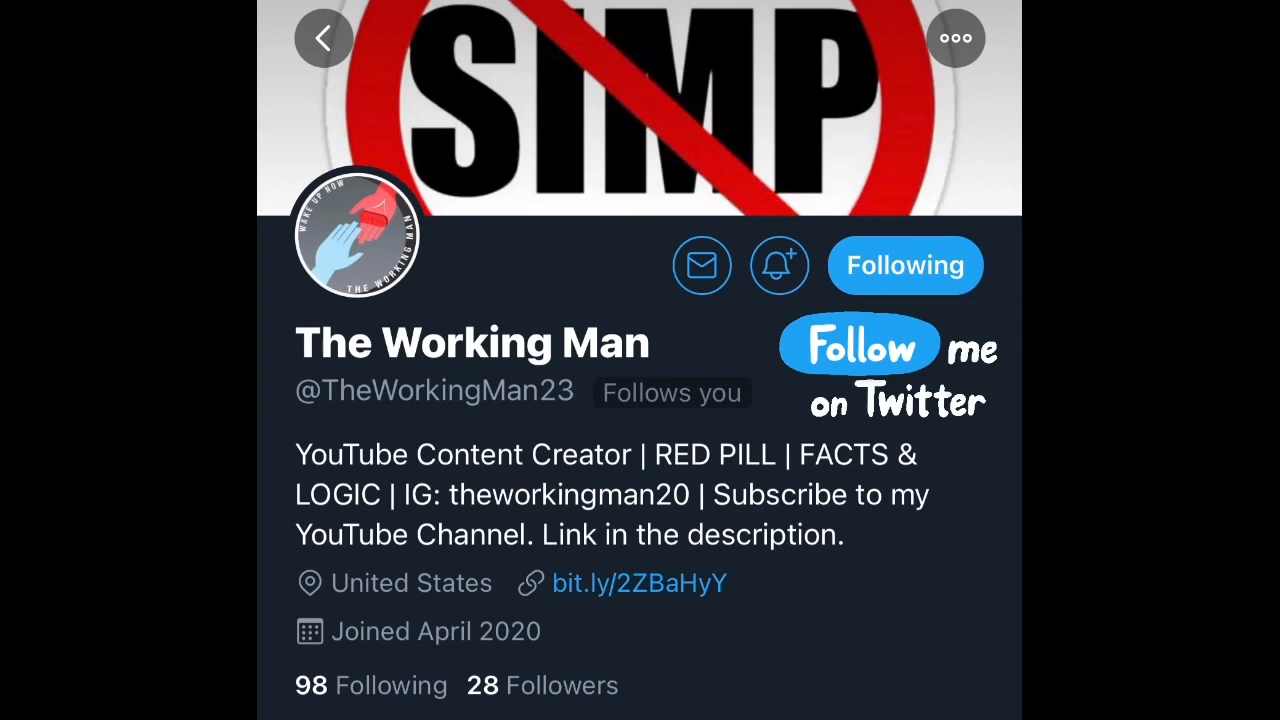 SIMP
WAKE UP NOW
THE WORKING MAN
Following
The Working Man
Follow me
@TheWorkingMan23 Follows you
on Twitter
YouTube Content Creator | RED PILL | FACTS &
LOGIC | IG: theworkingman20 | Subscribe to my
YouTube Channel. Link in the description.
United States bit.ly/2ZBaHyY
Joined April 2020
98 Following 28 Followers